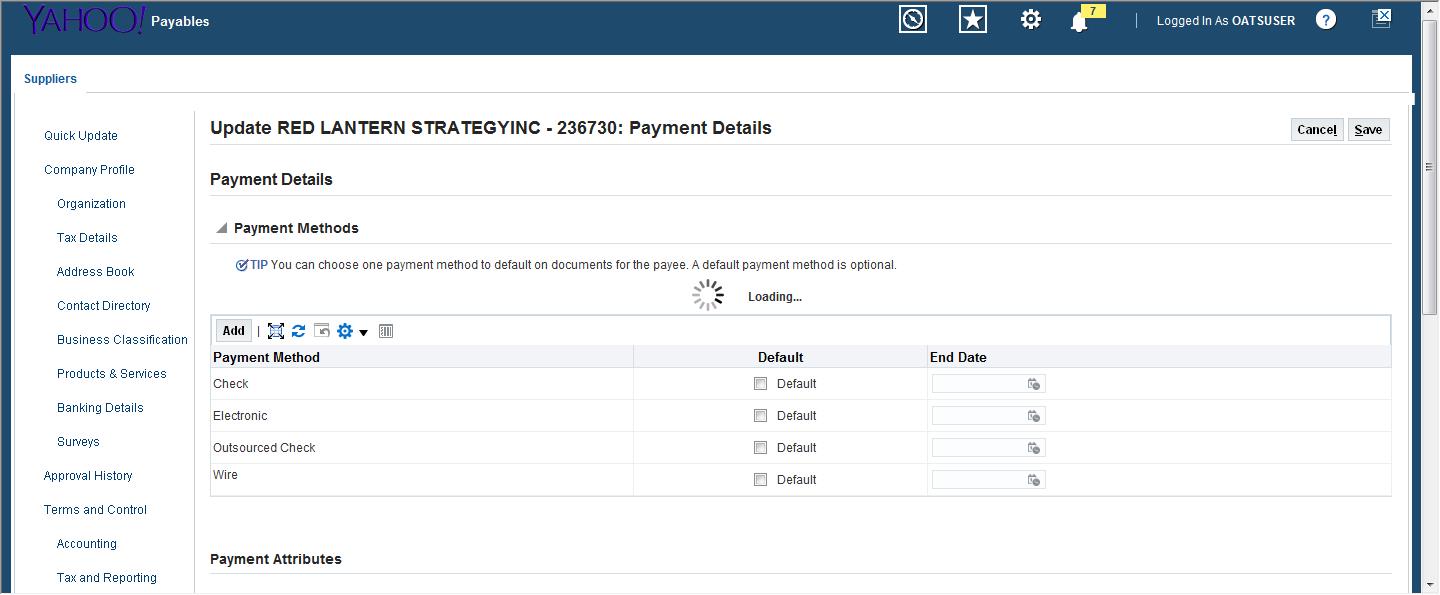 YAHOO! Payables 7 Logged In As OATSUSER ?
Suppliers
Update RED LANTERN STRATEGYINC - 236730: Payment Details Cancel Save
Quick Update
Company Profile
Organization
Tax Details
Address Book
Contact Directory
Business Classification
Products & Services
Banking Details
Surveys
Approval History
Terms and Control
Accounting
Tax and Reporting
Payment Details
Payment Methods
TIP You can choose one payment method to default on documents for the payee. A default payment method is optional.
Loading...
Add
Payment Method Default End Date
Check Default
Electronic Default
Outsourced Check Default
Wire Default
Payment Attributes